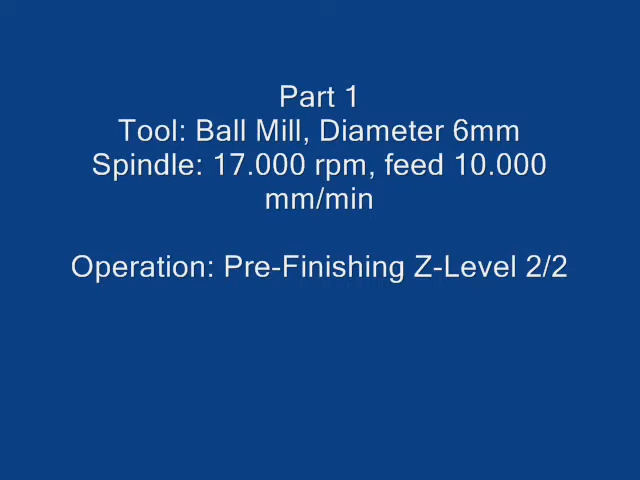 Part 1
Tool: Ball Mill, Diameter 6mm
Spindle: 17.000 rpm, feed 10.000
mm/min
Operation: Pre-Finishing Z-Level 2/2